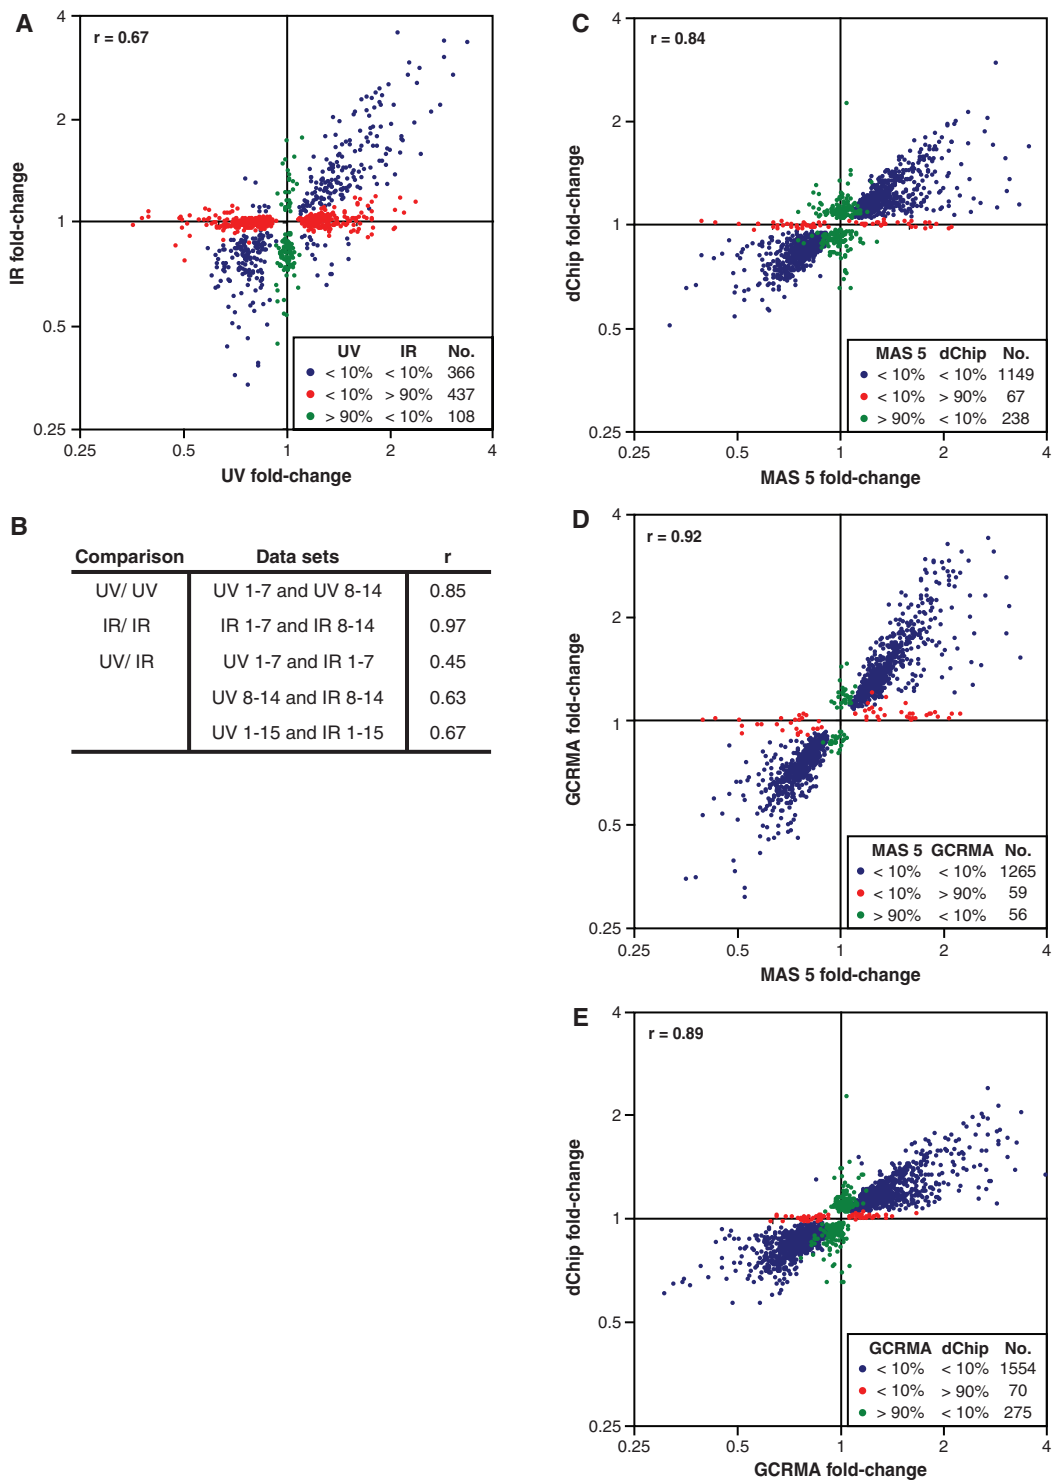 A
r = 0.67
4
2
1
0.5
0.25
IR fold-change
UV IR No.
< 10% < 10% 366
< 10% > 90% 437
> 90% < 10% 108
0.25 0.5 1 2 4
UV fold-change
B
Comparison Data sets r
UV/ UV UV 1-7 and UV 8-14 0.85
IR/ IR IR 1-7 and IR 8-14 0.97
UV/ IR UV 1-7 and IR 1-7 0.45
UV 8-14 and IR 8-14 0.63
UV 1-15 and IR 1-15 0.67
C
r = 0.84
4
2
1
0.5
0.25
dChip fold-change
MAS 5 dChip No.
< 10% < 10% 1149
< 10% > 90% 67
> 90% < 10% 238
0.25 0.5 1 2 4
MAS 5 fold-change
D
r = 0.92
4
2
1
0.5
0.25
GCRMA fold-change
MAS 5 GCRMA No.
< 10% < 10% 1265
< 10% > 90% 59
> 90% < 10% 56
0.25 0.5 1 2 4
MAS 5 fold-change
E
r = 0.89
4
2
1
0.5
0.25
dChip fold-change
GCRMA dChip No.
< 10% < 10% 1554
< 10% > 90% 70
> 90% < 10% 275
0.25 0.5 1 2 4
GCRMA fold-change